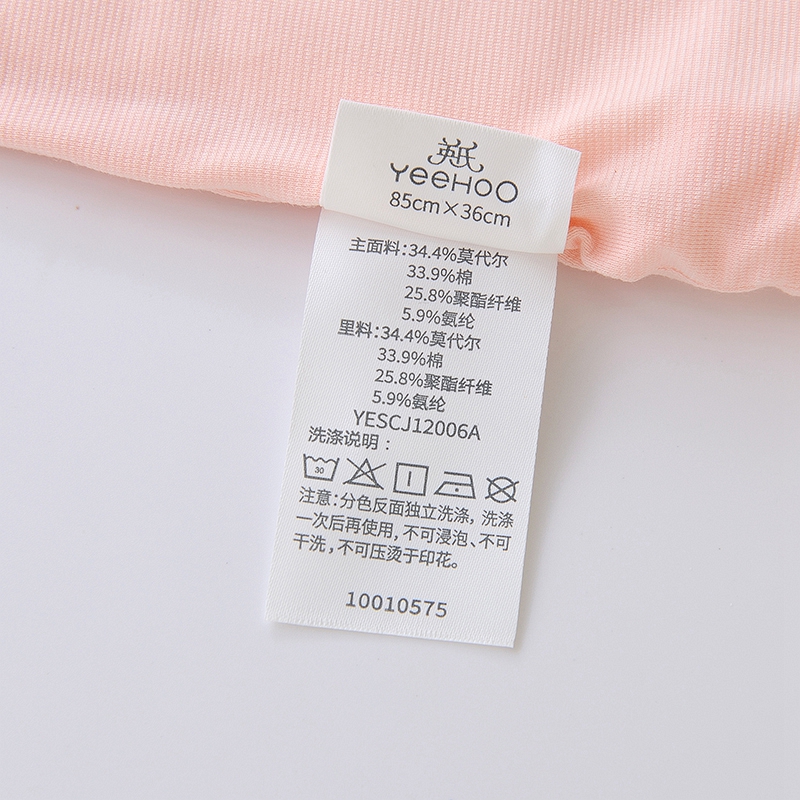 英氏
YeeHoO
85cm×36cm
主面料:34.4%莫代尔
33.9%棉
25.8%聚酯纤维
5.9%氨纶
里料:34.4%莫代尔
33.9%棉
25.8%聚酯纤维
5.9%氨纶
YESCJ12006A
洗涤说明:
30
注意:分色反面独立洗涤, 洗涤
一次后再使用, 不可浸泡、不可
干洗, 不可压烫于印花。
10010575